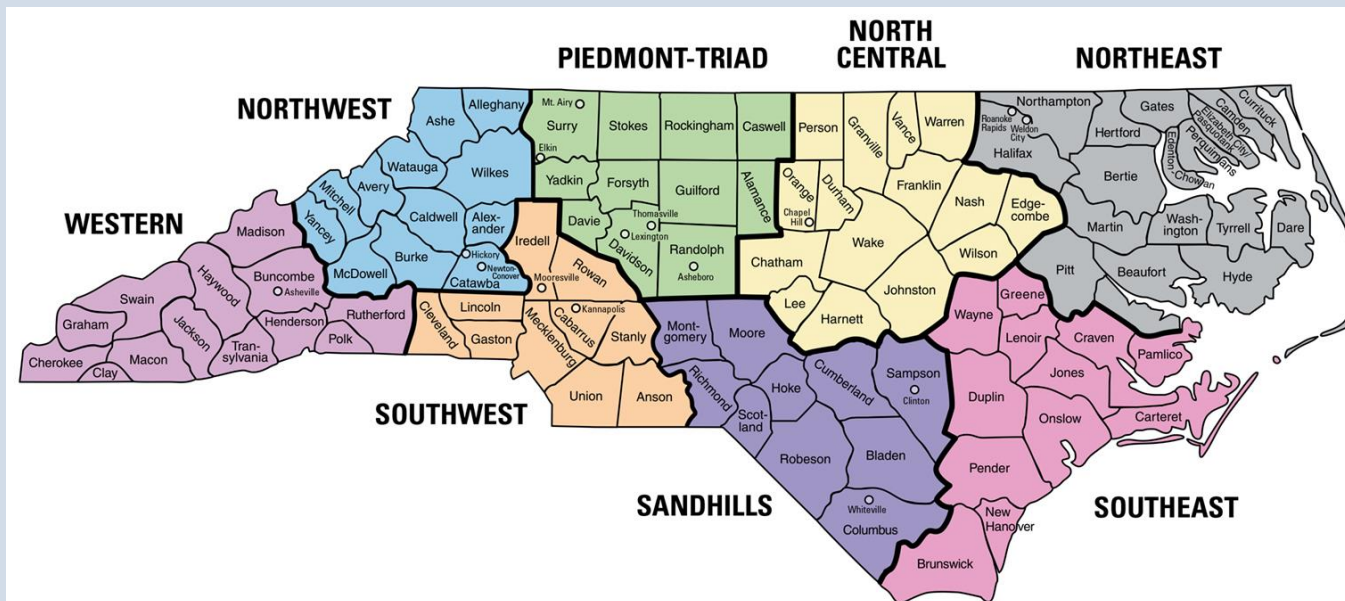 NORTHWEST
PIEDMONT-TRIAD
NORTH
CENTRAL
NORTHEAST
WESTERN
SOUTHWEST
SANDHILLS
SOUTHEAST
Ashe
Alleghany
Watauga
Wilkes
Mitchell
Avery
Yancey
Caldwell
Alex-
ander
McDowell
Burke
Hickory
Newton-
Conover
Catawba
Madison
Buncombe
Asheville
Haywood
Swain
Graham
Cherokee
Clay
Macon
Jackson
Tran-
sylvania
Henderson
Polk
Rutherford
Mt. Airy
Surry
Elkin
Stokes
Rockingham
Caswell
Yadkin
Forsyth
Guilford
Alamance
Davie
Thomasville
Lexington
Davidson
Randolph
Asheboro
Iredell
Mooresville
Rowan
Cleveland
Lincoln
Gaston
Mecklenburg
Kannapolis
Cabarrus
Stanly
Union
Anson
Person
Granville
Vance
Warren
Orange
Chapel
Hill
Durham
Franklin
Nash
Edge-
combe
Wake
Wilson
Chatham
Lee
Harnett
Johnston
Mont-
gomery
Moore
Richmond
Scot-
land
Hoke
Cumberland
Sampson
Clinton
Robeson
Bladen
Whiteville
Columbus
Northampton
Roanoke
Rapids
Weldon
City
Halifax
Gates
Hertford
Bertie
Currituck
Camden
Elizabeth City/
Pasquotank
Perquimans
Edenton-Chowan
Martin
Wash-
ington
Tyrrell
Dare
Pitt
Beaufort
Hyde
Wayne
Greene
Lenoir
Craven
Pamlico
Jones
Duplin
Onslow
Carteret
Pender
New
Hanover
Brunswick